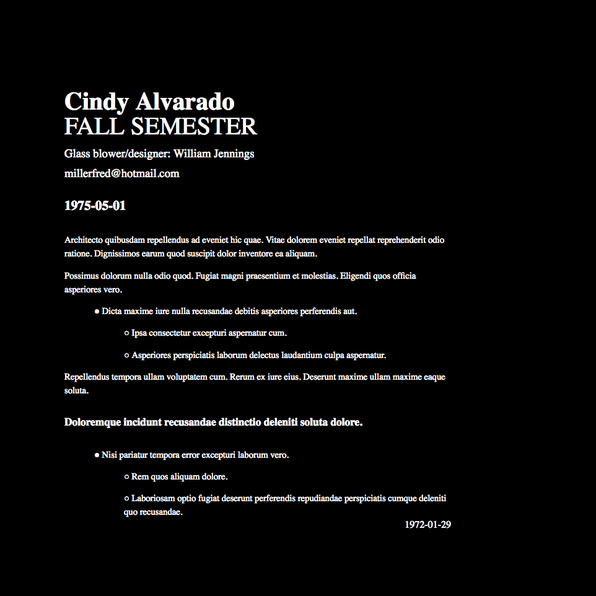 Cindy Alvarado
FALL SEMESTER
Glass blower/designer: William Jennings
millerfred@hotmail.com
1975-05-01
Architecto quibusdam repellendus ad eveniet hic quae. Vitae dolorem eveniet repellat reprehenderit odio
ratione. Dignissimos earum quod suscipit dolor inventore ea aliquam.
Possimus dolorum nulla odio quod. Fugiat magni praesentium et molestias. Eligendi quos officia
asperiores vero.
● Dicta maxime iure nulla recusandae debitis asperiores perferendis aut.
○ Ipsa consectetur excepturi aspernatur cum.
○ Asperiores perspiciatis laborum delectus laudantium culpa aspernatur.
Repellendus tempora ullam voluptatem cum. Rerum ex iure eius. Deserunt maxime ullam maxime eaque
soluta.
Doloremque incidunt recusandae distinctio deleniti soluta dolore.
● Nisi pariatur tempora error excepturi laborum vero.
○ Rem quos aliquam dolore.
○ Laboriosam optio fugiat deserunt perferendis repudiandae perspiciatis cumque deleniti
quo recusandae.
1972-01-29